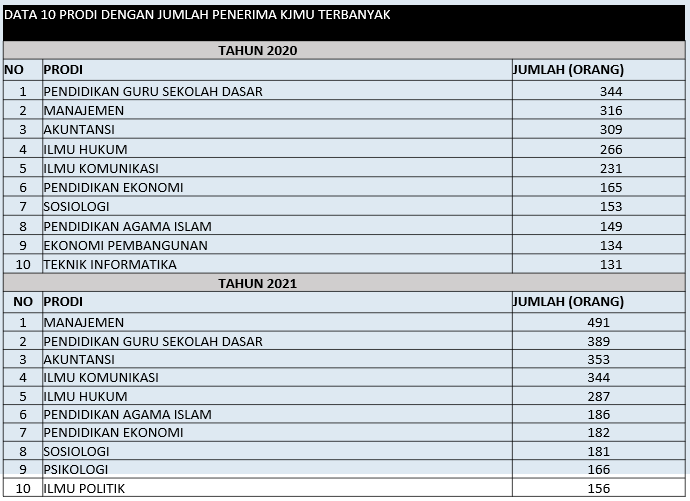 DATA 10 PRODI DENGAN JUMLAH PENERIMA KJMU TERBANYAK
TAHUN 2020
NO PRODI JUMLAH (ORANG)
1 PENDIDIKAN GURU SEKOLAH DASAR 344
2 MANAJEMEN 316
3 AKUNTANSI 309
4 ILMU HUKUM 266
5 ILMU KOMUNIKASI 231
6 PENDIDIKAN EKONOMI 165
7 SOSIOLOGI 153
8 PENDIDIKAN AGAMA ISLAM 149
9 EKONOMI PEMBANGUNAN 134
10 TEKNIK INFORMATIKA 131
TAHUN 2021
NO PRODI JUMLAH (ORANG)
1 MANAJEMEN 491
2 PENDIDIKAN GURU SEKOLAH DASAR 389
3 AKUNTANSI 353
4 ILMU KOMUNIKASI 344
5 ILMU HUKUM 287
6 PENDIDIKAN AGAMA ISLAM 186
7 PENDIDIKAN EKONOMI 182
8 SOSIOLOGI 181
9 PSIKOLOGI 166
10 ILMU POLITIK 156